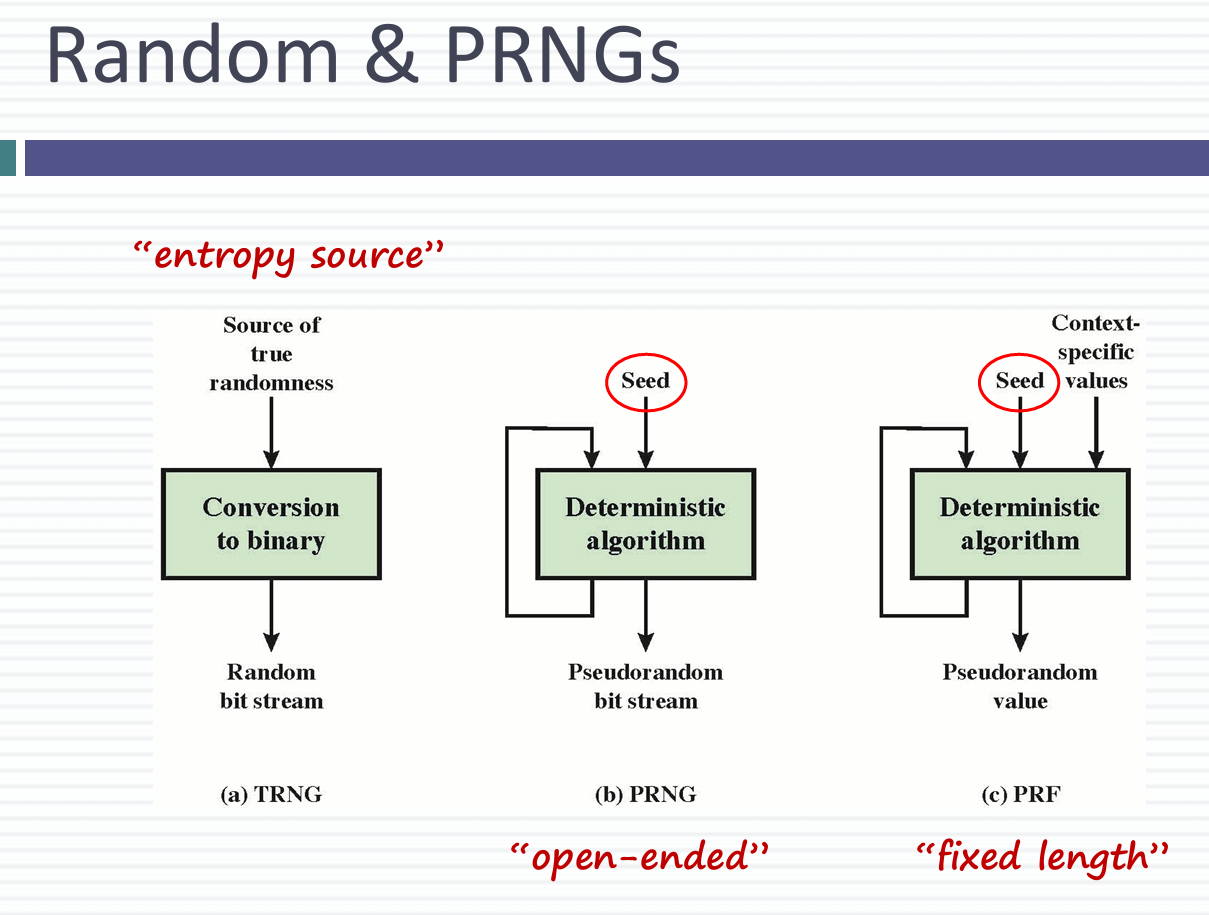 Random & PRNGs
“entropy source”
Source of
true
randomness
Conversion
to binary
Random
bit stream
(a) TRNG
Seed
Deterministic
algorithm
Pseudorandom
bit stream
(b) PRNG
“open-ended”
Context-
specific
values
Seed
Deterministic
algorithm
Pseudorandom
value
(c) PRF
“fixed length”